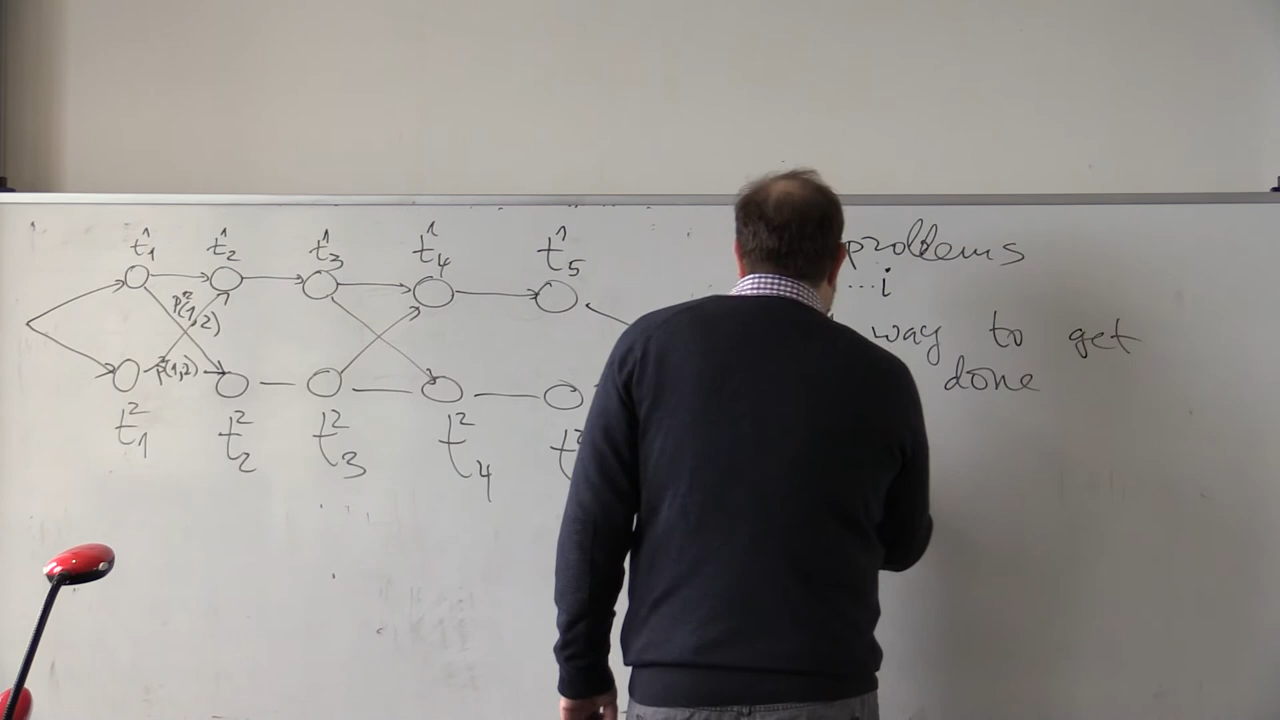 t¹₁ t¹₂ t¹₃ t¹₄ t¹₅
p²(1,2)
p²(1,2)
t²₁ t²₂ t²₃ t²₄
problems
...i
way to get
done